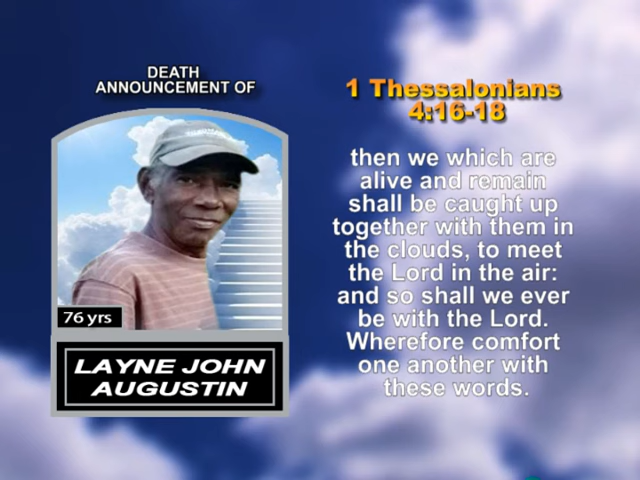 DEATH
ANNOUNCEMENT OF
76 yrs
LAYNE JOHN
AUGUSTIN
1 Thessalonians
4:16-18
then we which are
alive and remain
shall be caught up
together with them in
the clouds, to meet
the Lord in the air:
and so shall we ever
be with the Lord.
Wherefore comfort
one another with
these words.